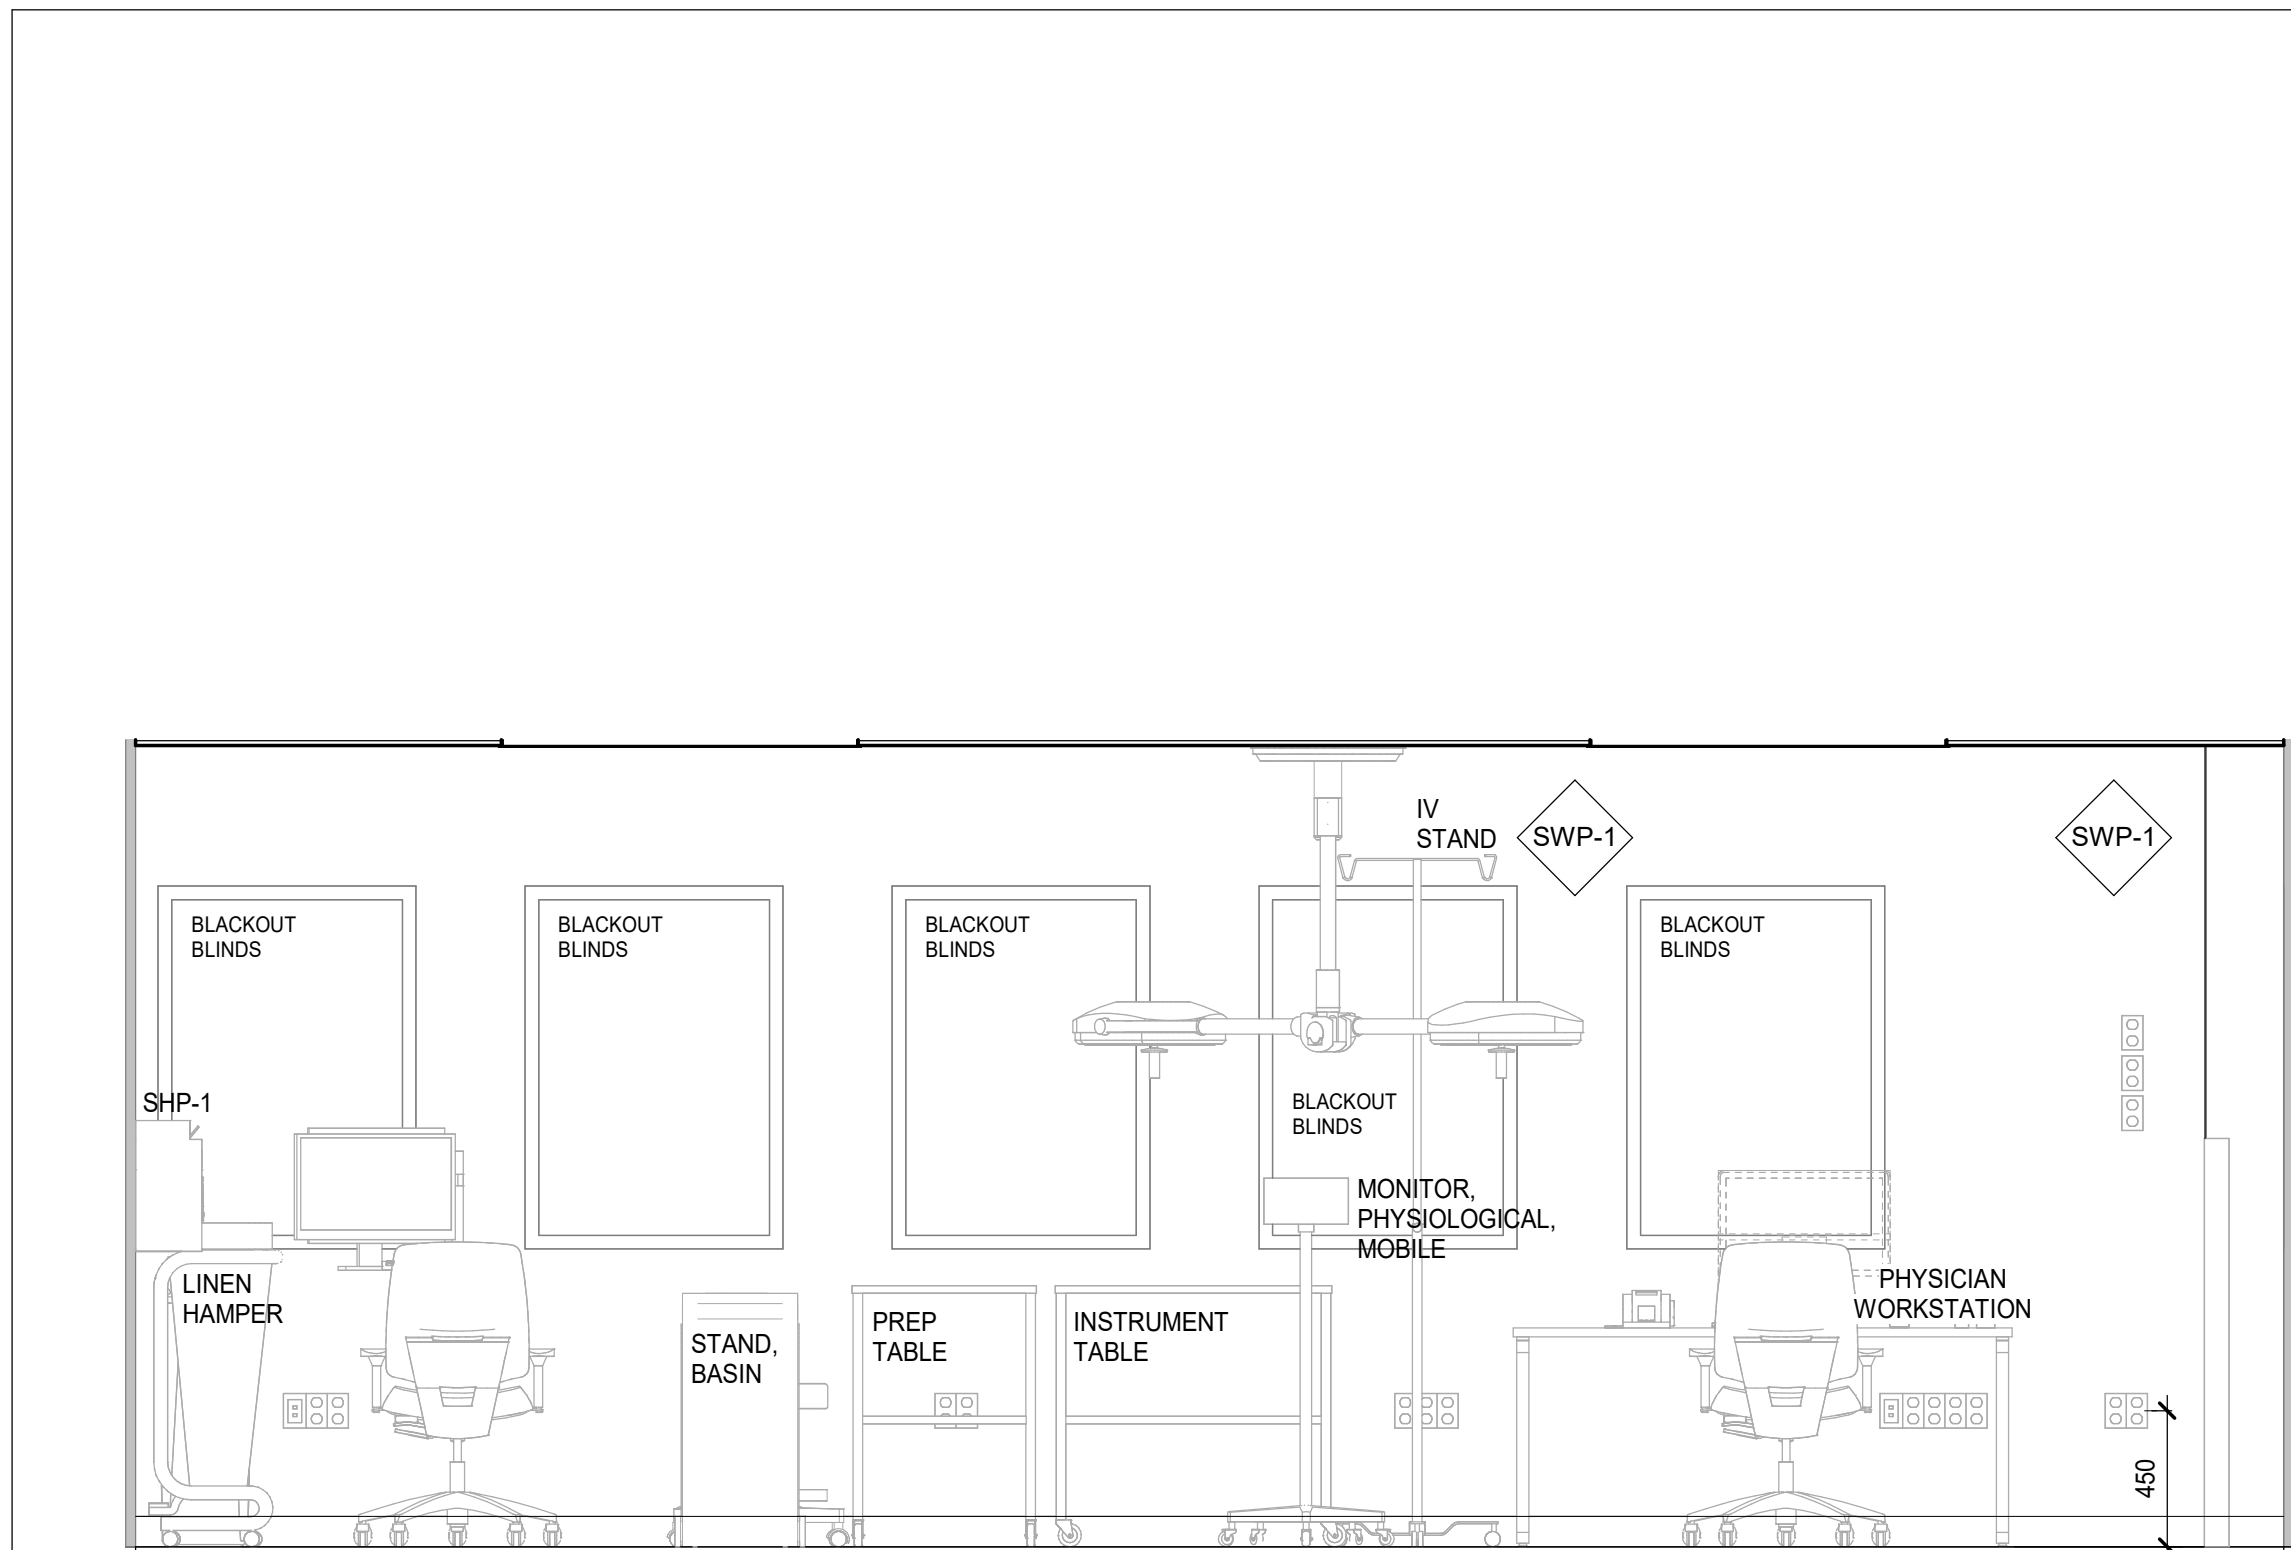 IV
STAND
SWP-1
SWP-1
BLACKOUT
BLINDS
BLACKOUT
BLINDS
BLACKOUT
BLINDS
BLACKOUT
BLINDS
BLACKOUT
BLINDS
SHP-1
MONITOR,
PHYSIOLOGICAL,
MOBILE
LINEN
HAMPER
PHYSICIAN
WORKSTATION
STAND,
BASIN
PREP
TABLE
INSTRUMENT
TABLE
450